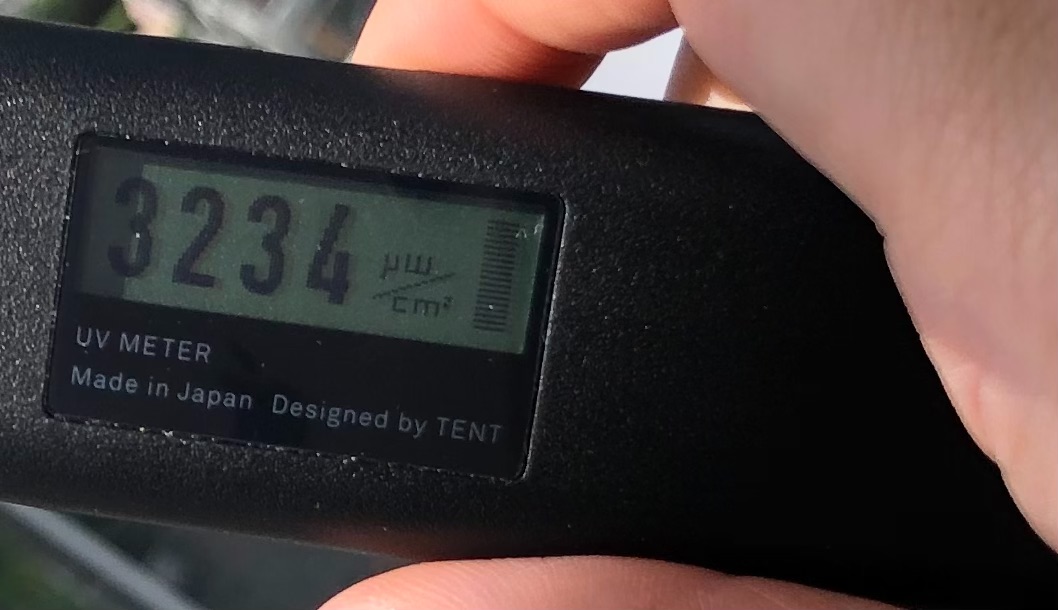 3234 µW/cm²
UV METER
Made in Japan Designed by TENT